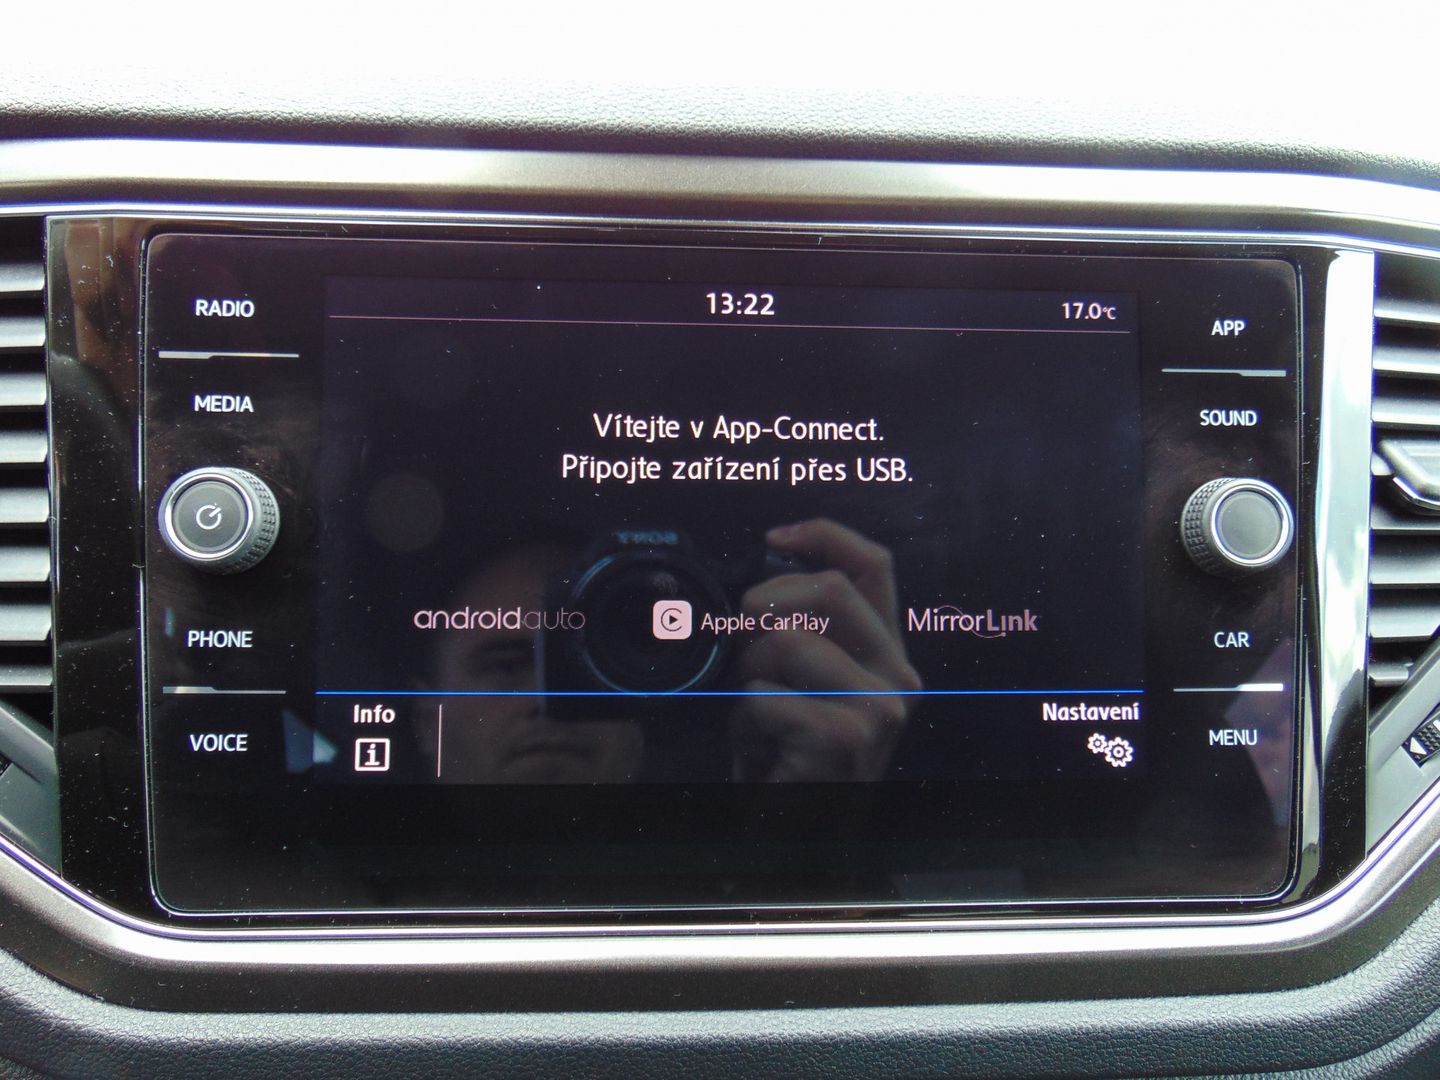 RADIO
13:22
17.0°C
APP
MEDIA
SOUND
Vítejte v App-Connect.
Připojte zařízení přes USB.
SONY
androidauto
Apple CarPlay
MirrorLink
PHONE
CAR
Info
Nastavení
VOICE
MENU